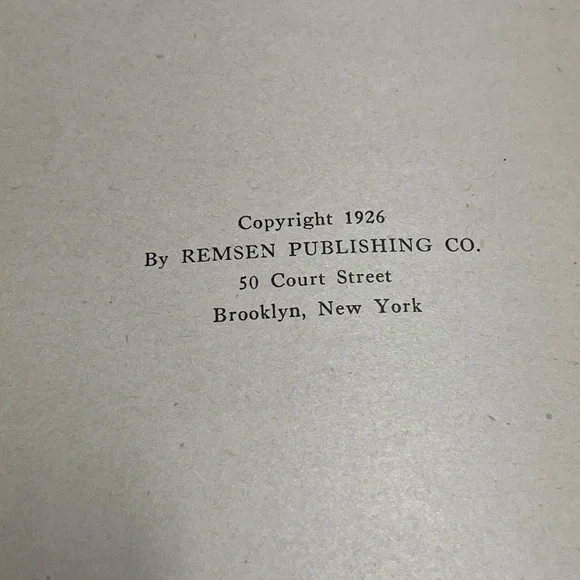 Copyright 1926
By REMSEN PUBLISHING CO.
50 Court Street
Brooklyn, New York